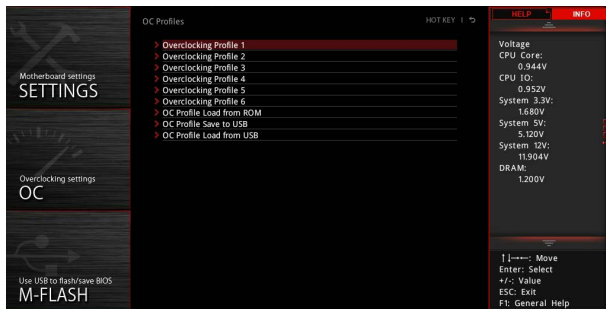 Motherboard settings
SETTINGS
Overclocking settings
OC
Use USB to flash/save BIOS
M-FLASH
OC Profiles
HOT KEY |
> Overclocking Profile 1
> Overclocking Profile 2
> Overclocking Profile 3
> Overclocking Profile 4
> Overclocking Profile 5
> Overclocking Profile 6
> OC Profile Load from ROM
> OC Profile Save to USB
> OC Profile Load from USB
HELP INFO
Voltage
CPU Core:
0.944V
CPU IO:
0.952V
System 3.3V:
1.680V
System 5V:
5.120V
System 12V:
11.904V
DRAM:
1.200V
↑↓→←: Move
Enter: Select
+/-: Value
ESC: Exit
F1: General Help